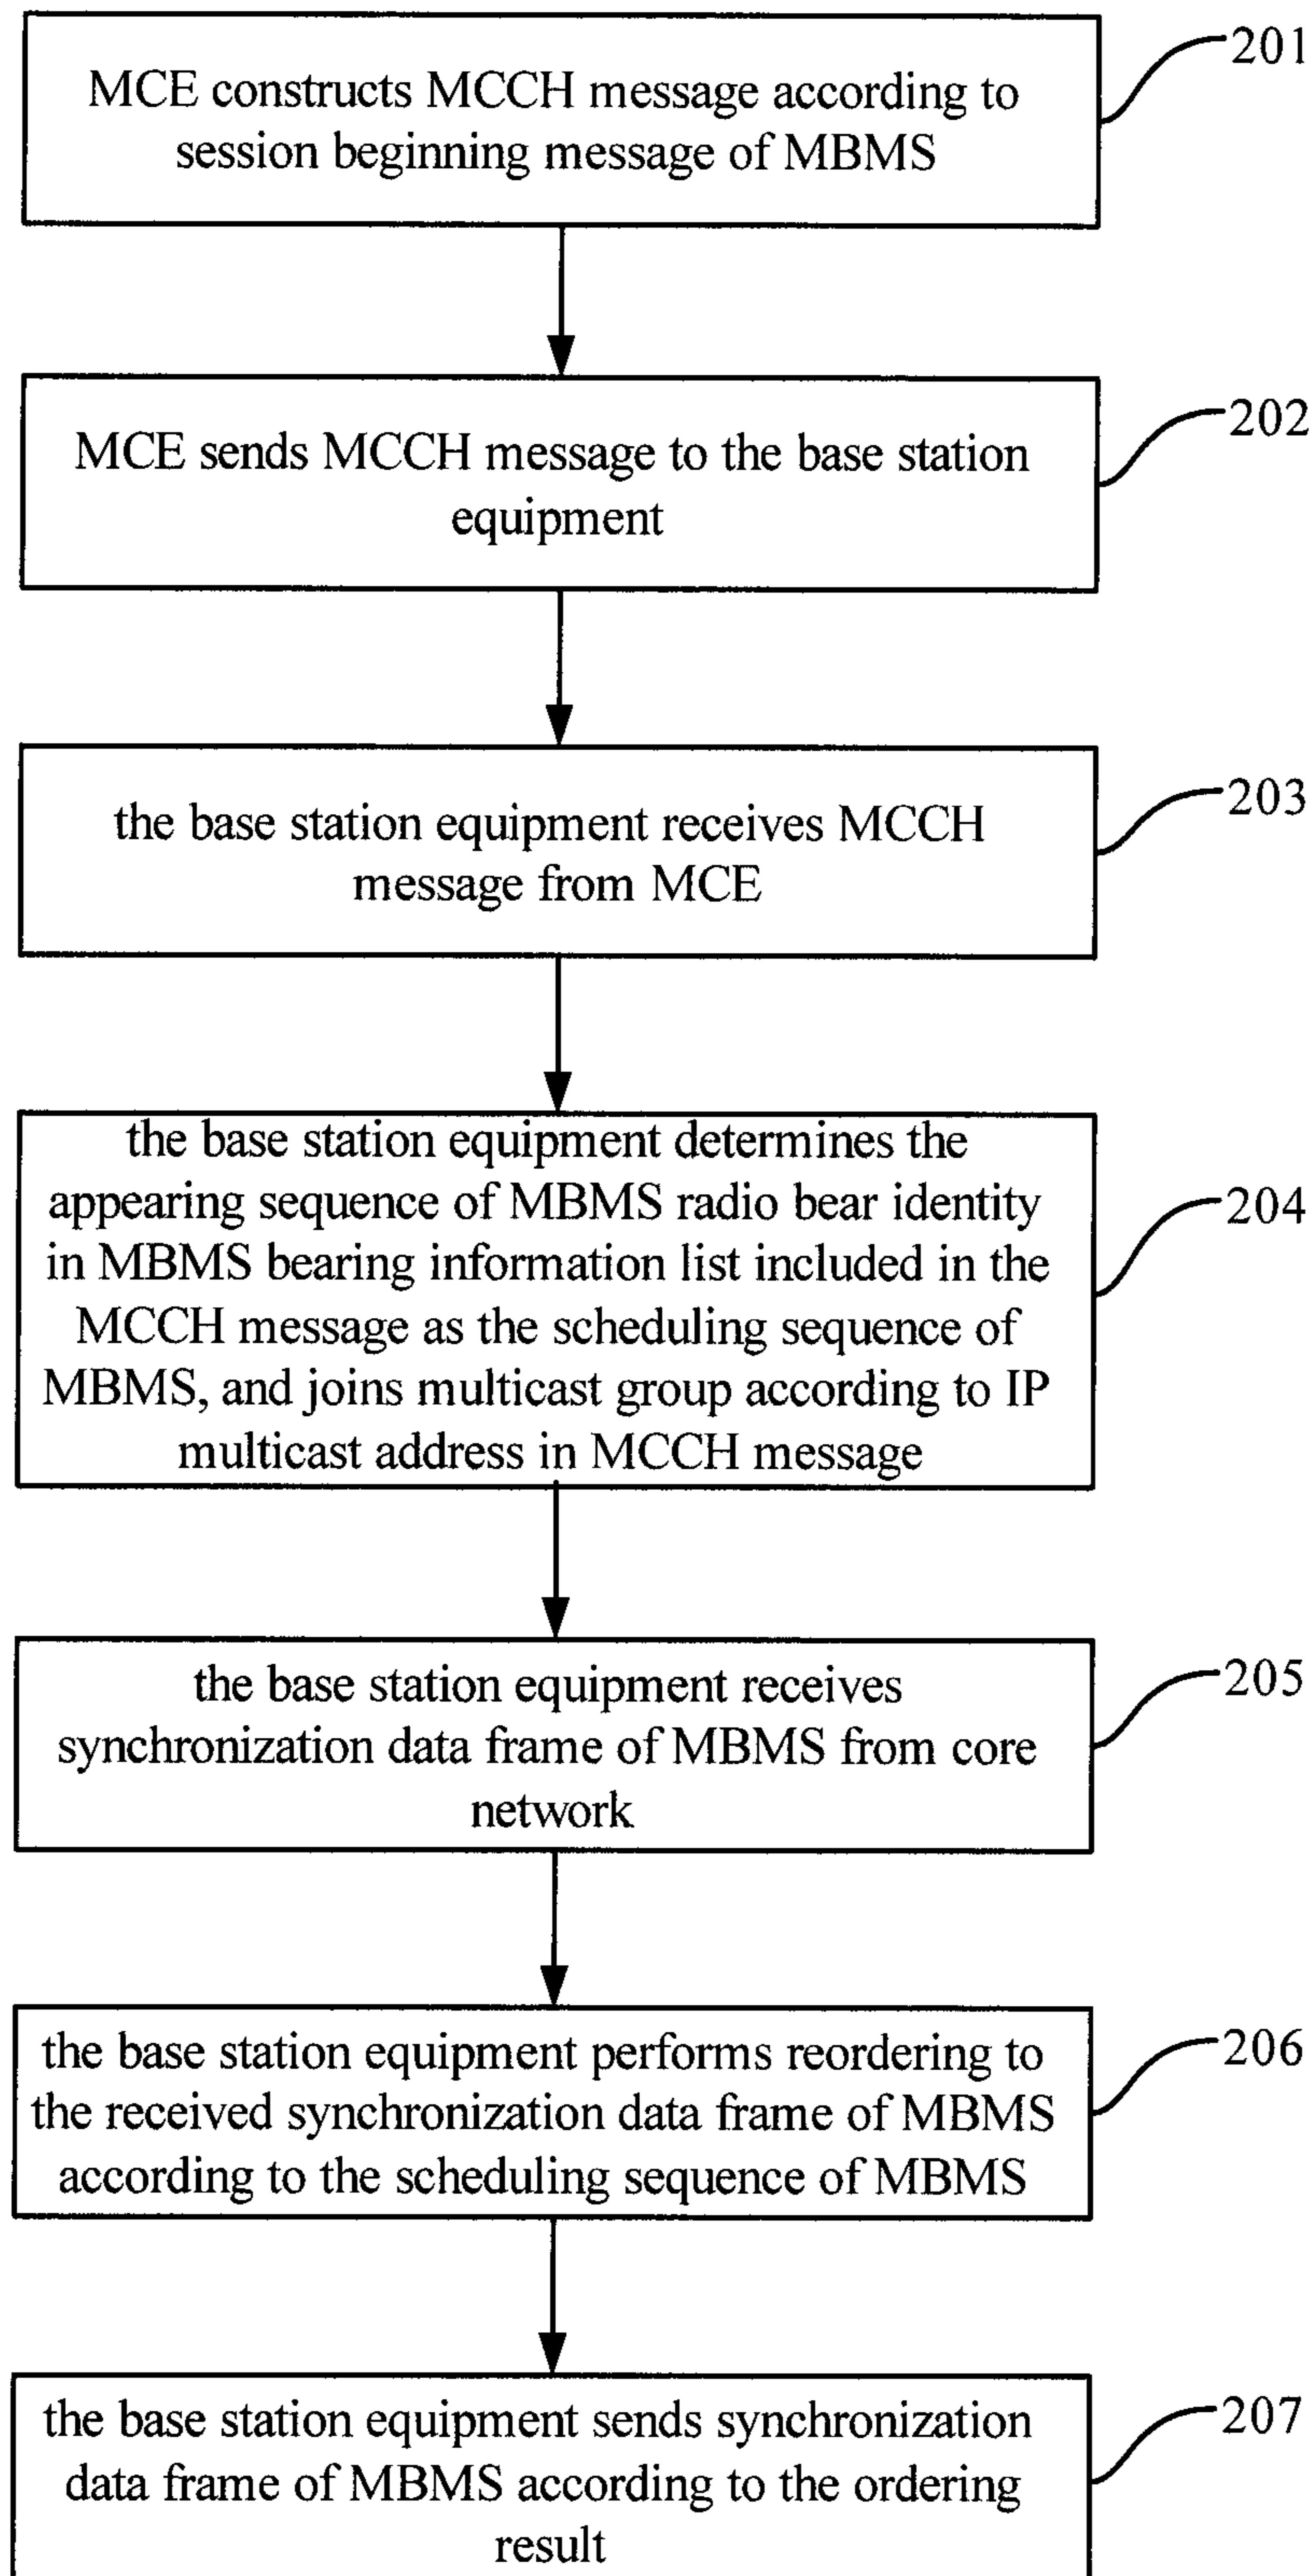 MCE constructs MCCH message according to
session beginning message of MBMS
201
MCE sends MCCH message to the base station
equipment
202
the base station equipment receives MCCH
message from MCE
203
the base station equipment determines the
appearing sequence of MBMS radio bear identity
in MBMS bearing information list included in the
MCCH message as the scheduling sequence of
MBMS, and joins multicast group according to IP
multicast address in MCCH message
204
the base station equipment receives
synchronization data frame of MBMS from core
network
205
the base station equipment performs reordering to
the received synchronization data frame of MBMS
according to the scheduling sequence of MBMS
206
the base station equipment sends synchronization
data frame of MBMS according to the ordering
result
207